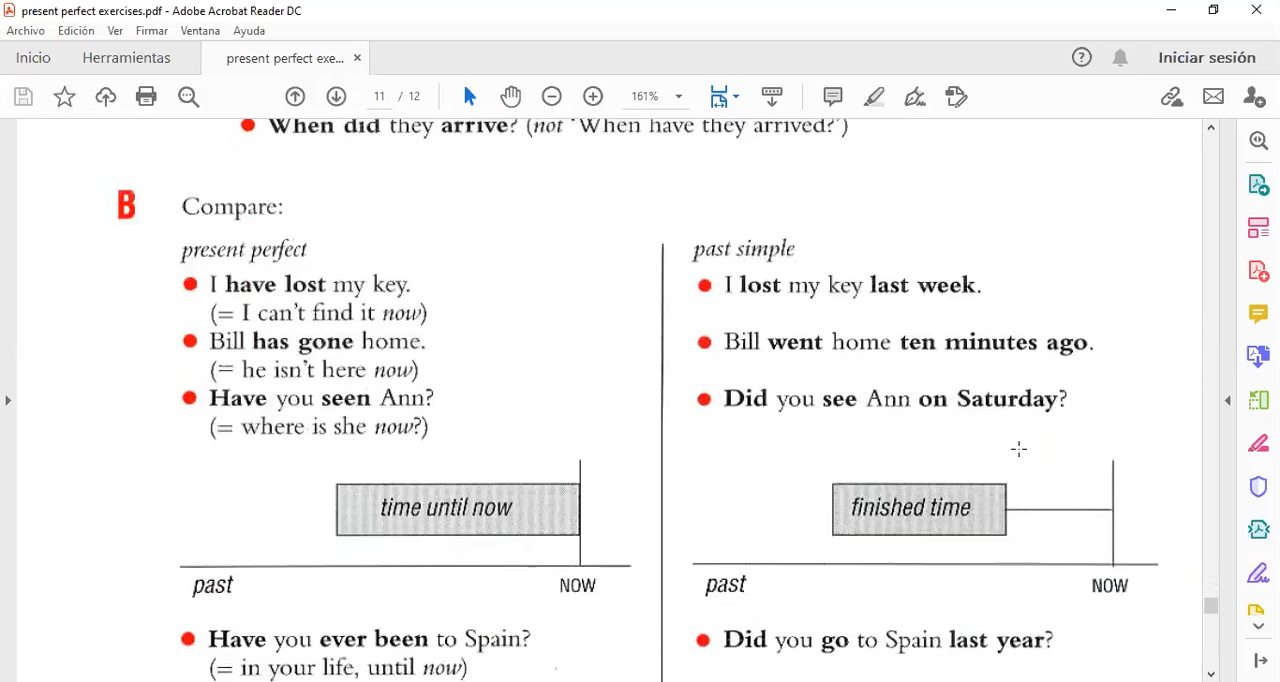 present perfect exercises.pdf - Adobe Acrobat Reader DC
Archivo Edición Ver Firmar Ventana Ayuda
Inicio Herramientas present perfect exe... Iniciar sesión
11 / 12 161%
When did they arrive? (not 'When have they arrived?')
B Compare:
present perfect
I have lost my key.
(= I can't find it now)
Bill has gone home.
(= he isn't here now)
Have you seen Ann?
(= where is she now?)
time until now
past NOW
Have you ever been to Spain?
(= in your life, until now)
past simple
I lost my key last week.
Bill went home ten minutes ago.
Did you see Ann on Saturday?
finished time
past NOW
Did you go to Spain last year?